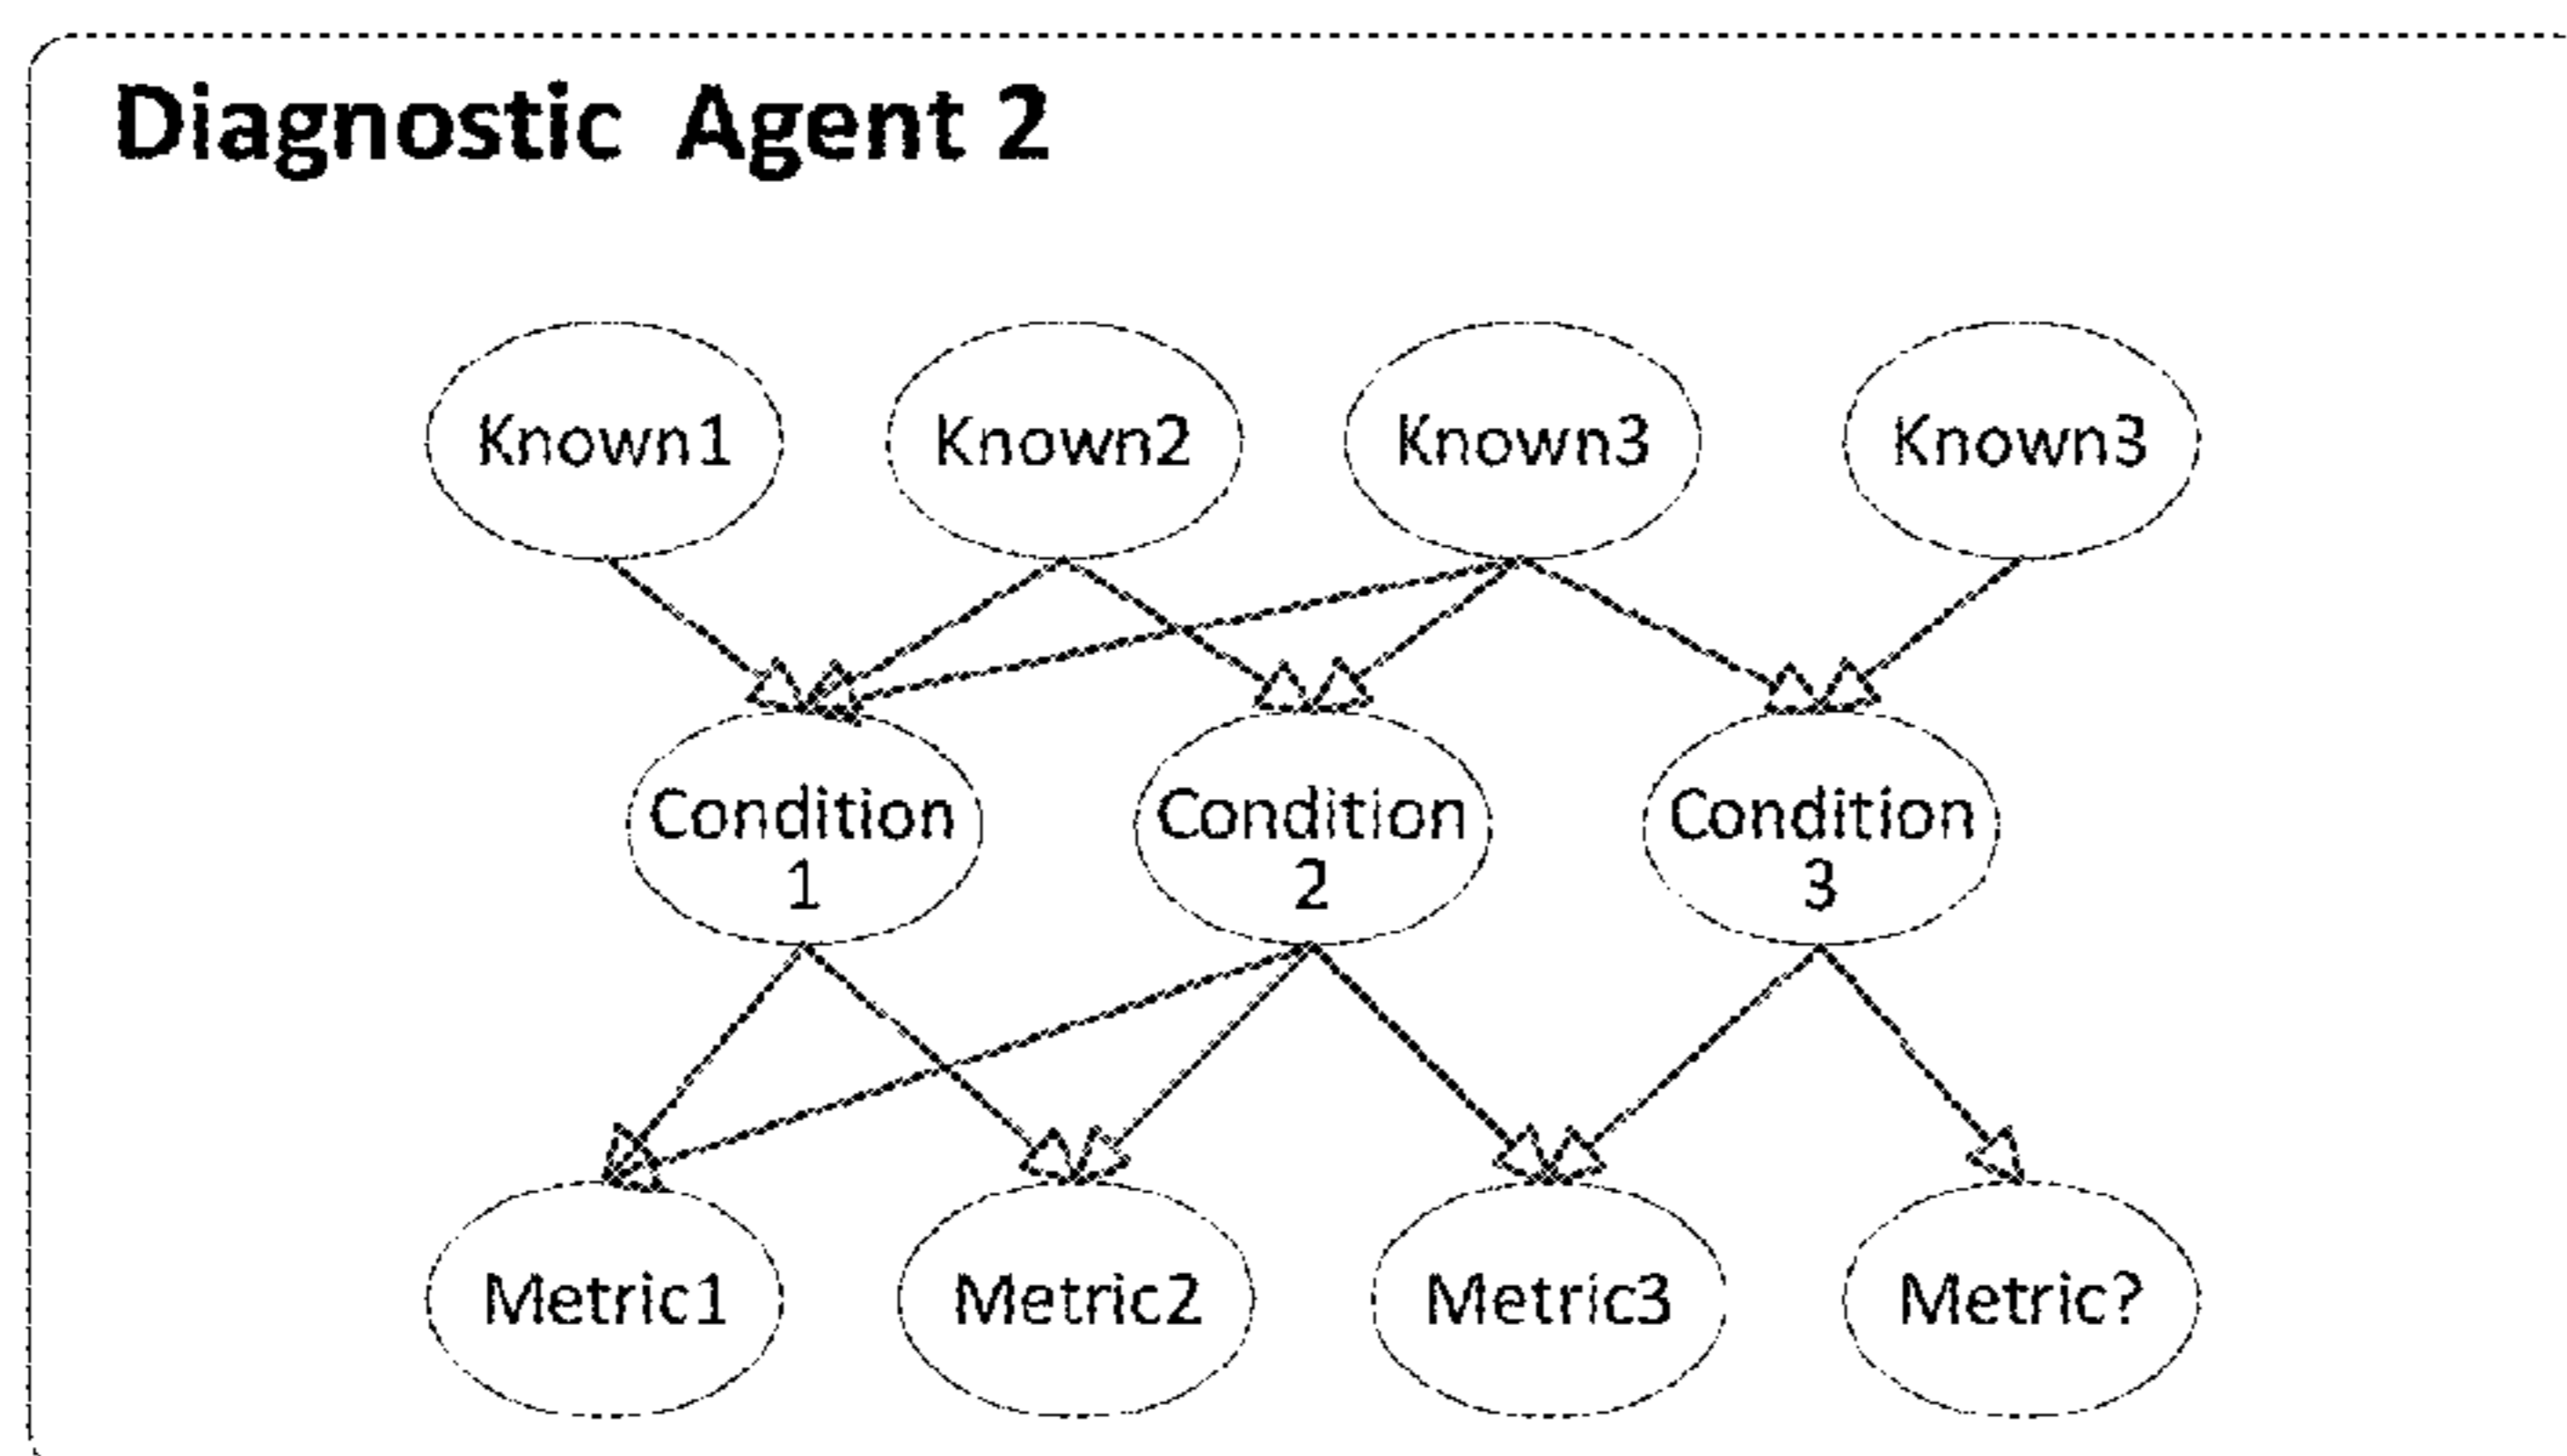 Diagnostic Agent 2
Known1
Known2
Known3
Known3
Condition
1
Condition
2
Condition
3
Metric1
Metric2
Metric3
Metric?